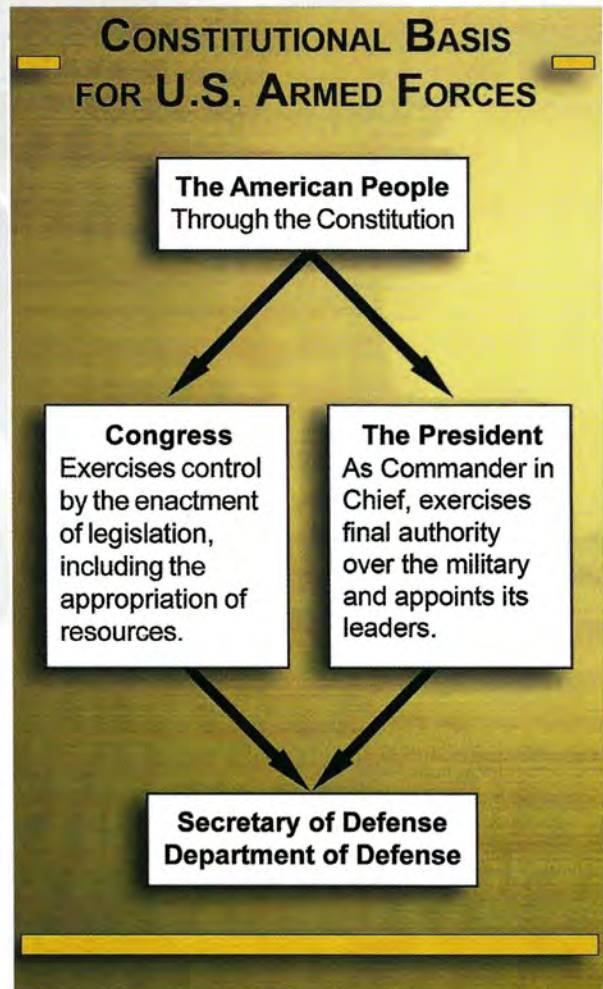 CONSTITUTIONAL BASIS
FOR U.S. ARMED FORCES
The American People
Through the Constitution
Congress
Exercises control
by the enactment
of legislation,
including the
appropriation of
resources.
The President
As Commander in
Chief, exercises
final authority
over the military
and appoints its
leaders.
Secretary of Defense
Department of Defense